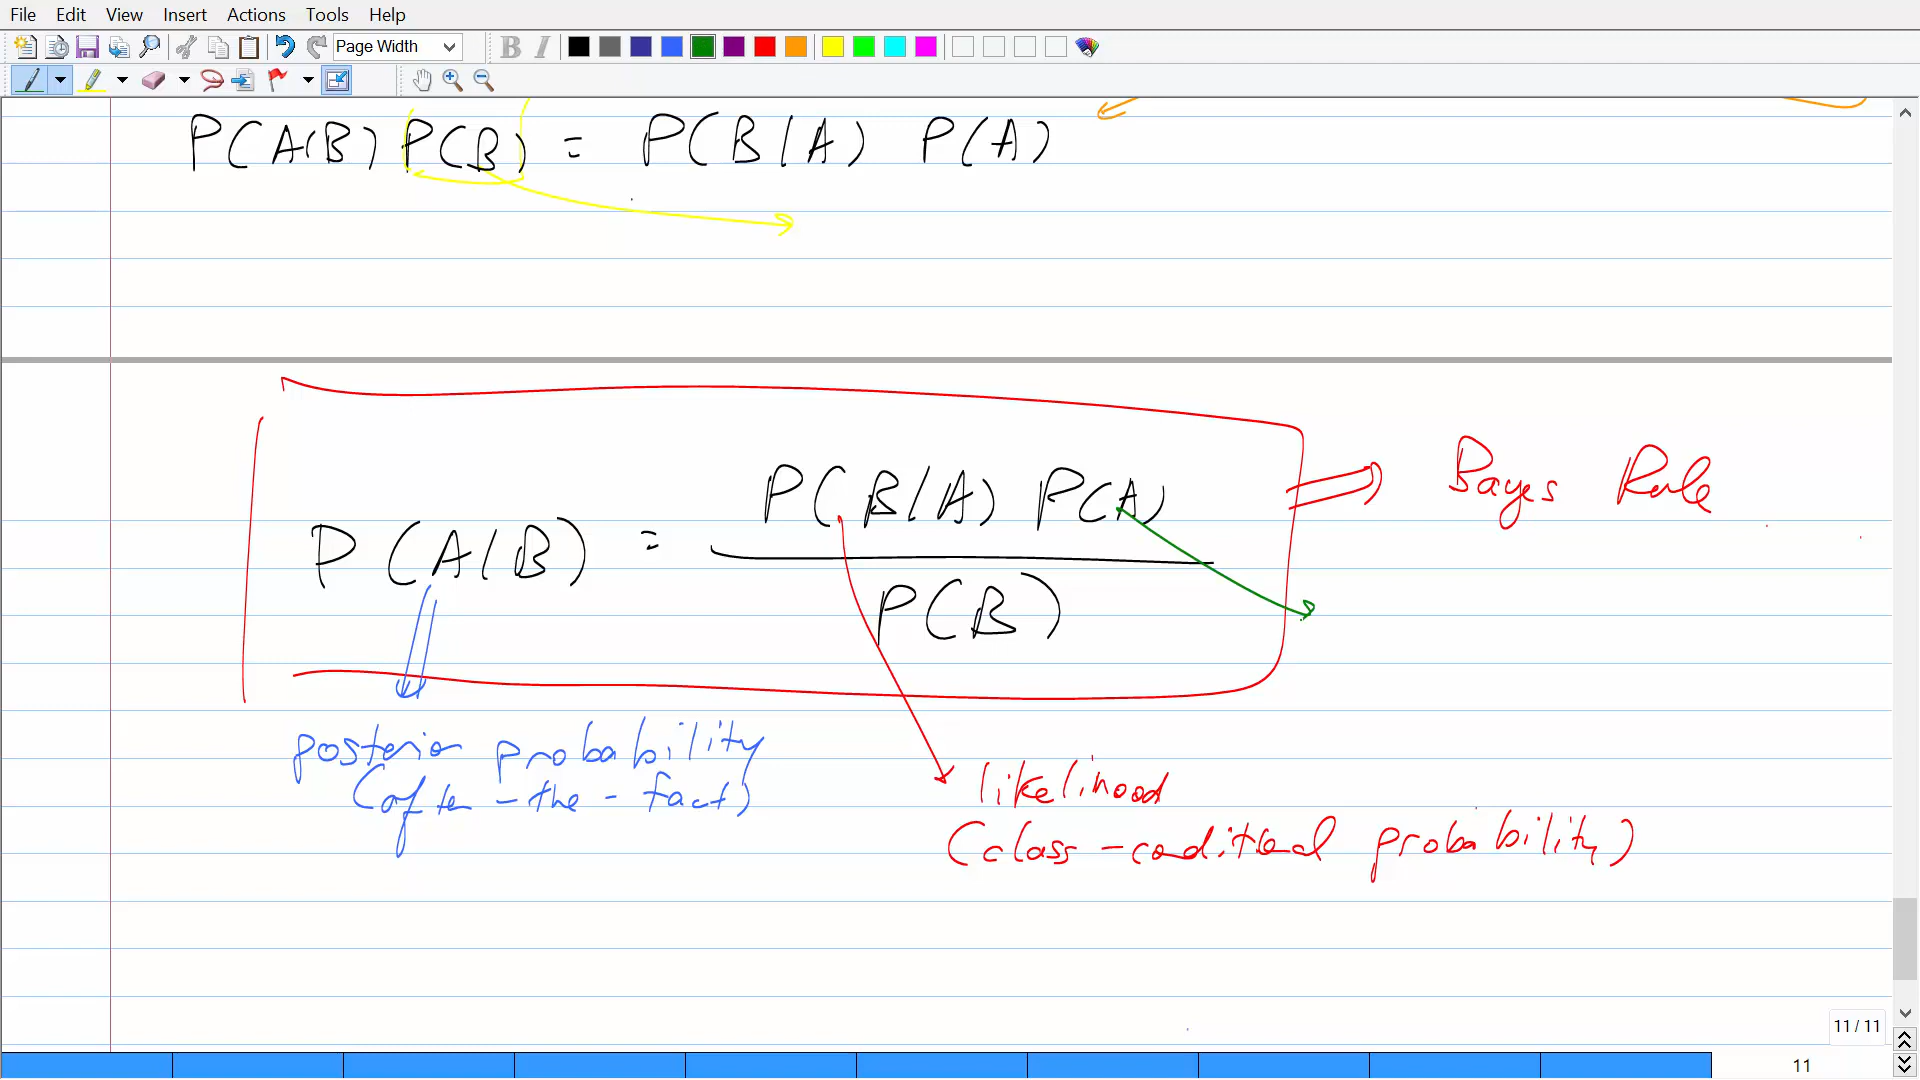 File Edit View Insert Actions Tools Help
Page Width
B I
P(A|B) P(B) = P(B|A) P(A)
P(B|A) P(A)
P(A|B) = ―――――――
P(B)
Bayes Rule
posterior probability
(after-the-fact)
likelihood
(class-conditional probability)
11 / 11
11